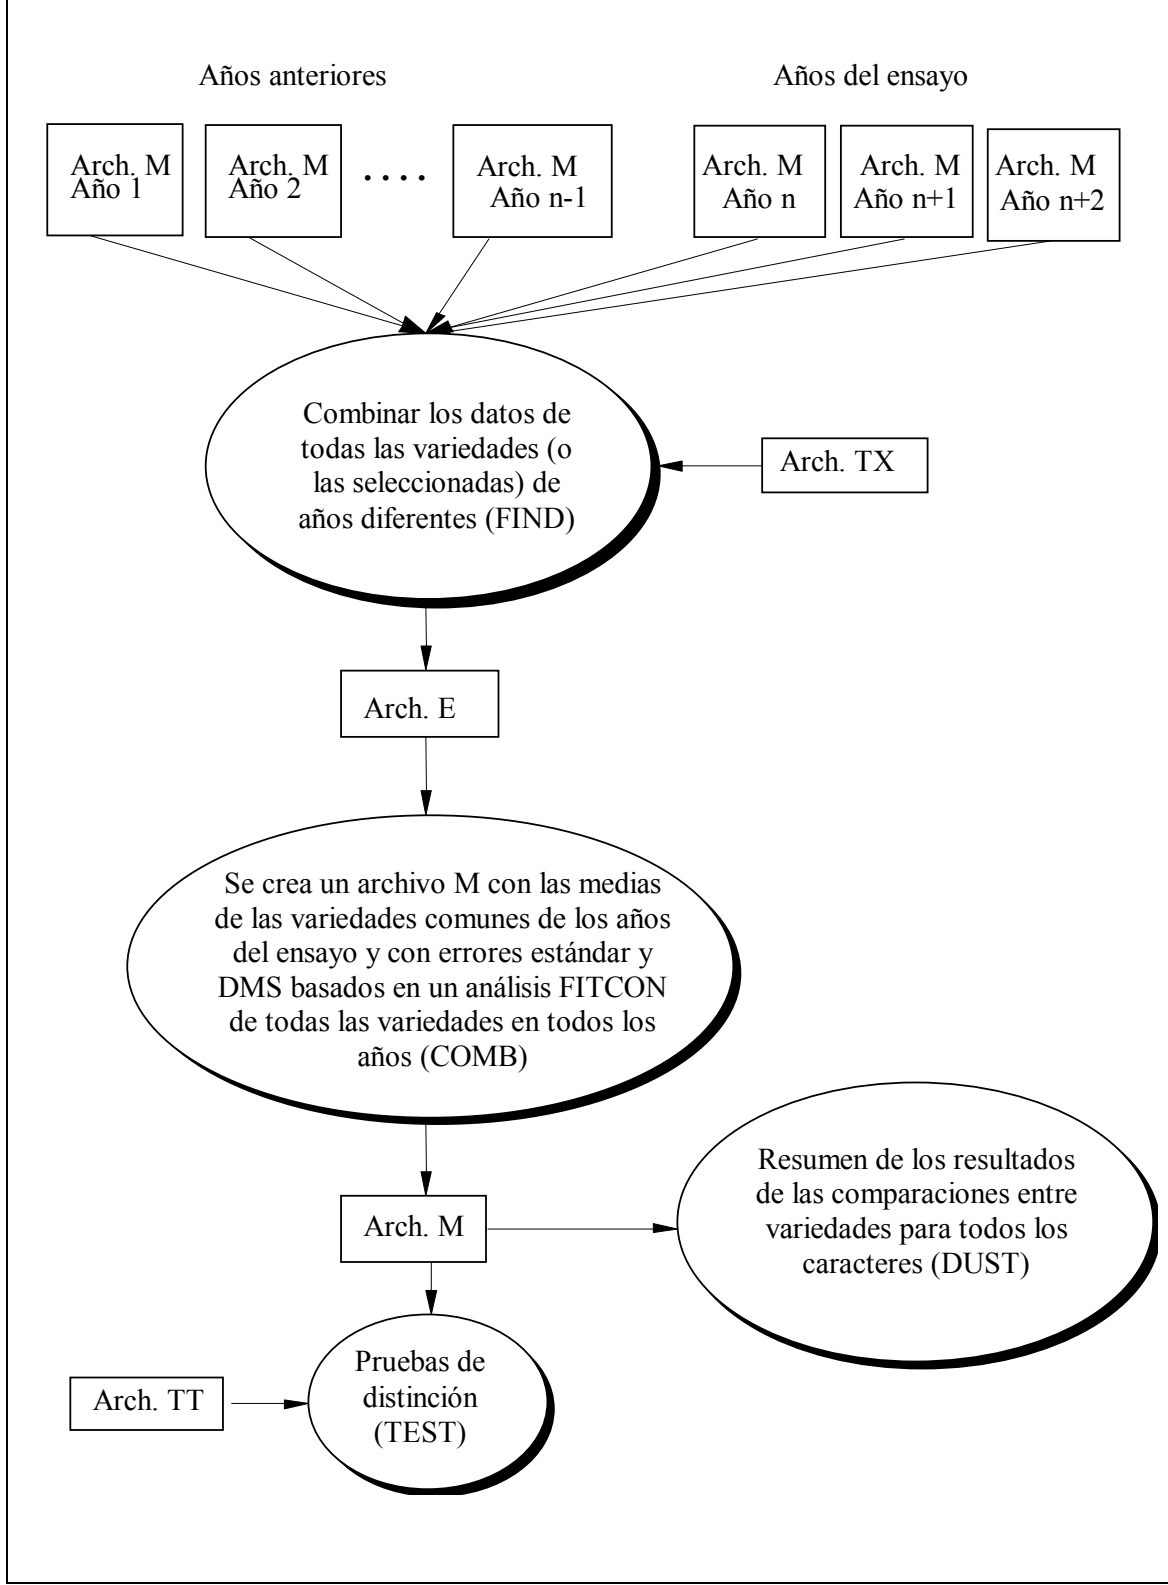 Años anteriores
Años del ensayo
Arch. M
Año 1
Arch. M
Año 2
....
Arch. M
Año n-1
Arch. M
Año n
Arch. M
Año n+1
Arch. M
Año n+2
Combinar los datos de
todas las variedades (o
las seleccionadas) de
años diferentes (FIND)
Arch. TX
Arch. E
Se crea un archivo M con las medias
de las variedades comunes de los años
del ensayo y con errores estándar y
DMS basados en un análisis FITCON
de todas las variedades en todos los
años (COMB)
Arch. M
Resumen de los resultados
de las comparaciones entre
variedades para todos los
caracteres (DUST)
Arch. TT
Pruebas de
distinción
(TEST)